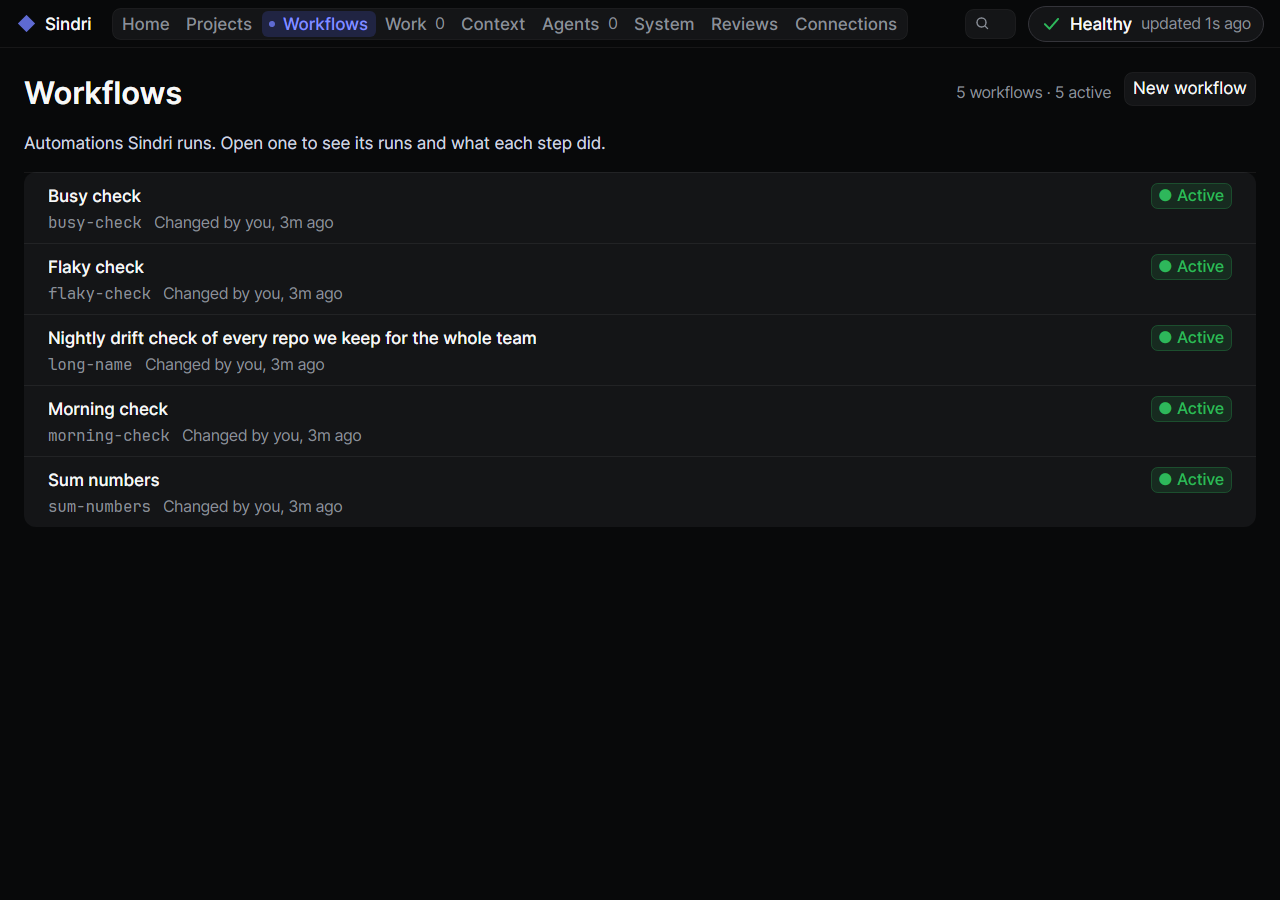 Sindri Home Projects Workflows Work 0 Context Agents 0 System Reviews Connections Healthy updated 1s ago
Workflows 5 workflows · 5 active New workflow
Automations Sindri runs. Open one to see its runs and what each step did.
Busy check Active
busy-check Changed by you, 3m ago
Flaky check Active
flaky-check Changed by you, 3m ago
Nightly drift check of every repo we keep for the whole team Active
long-name Changed by you, 3m ago
Morning check Active
morning-check Changed by you, 3m ago
Sum numbers Active
sum-numbers Changed by you, 3m ago